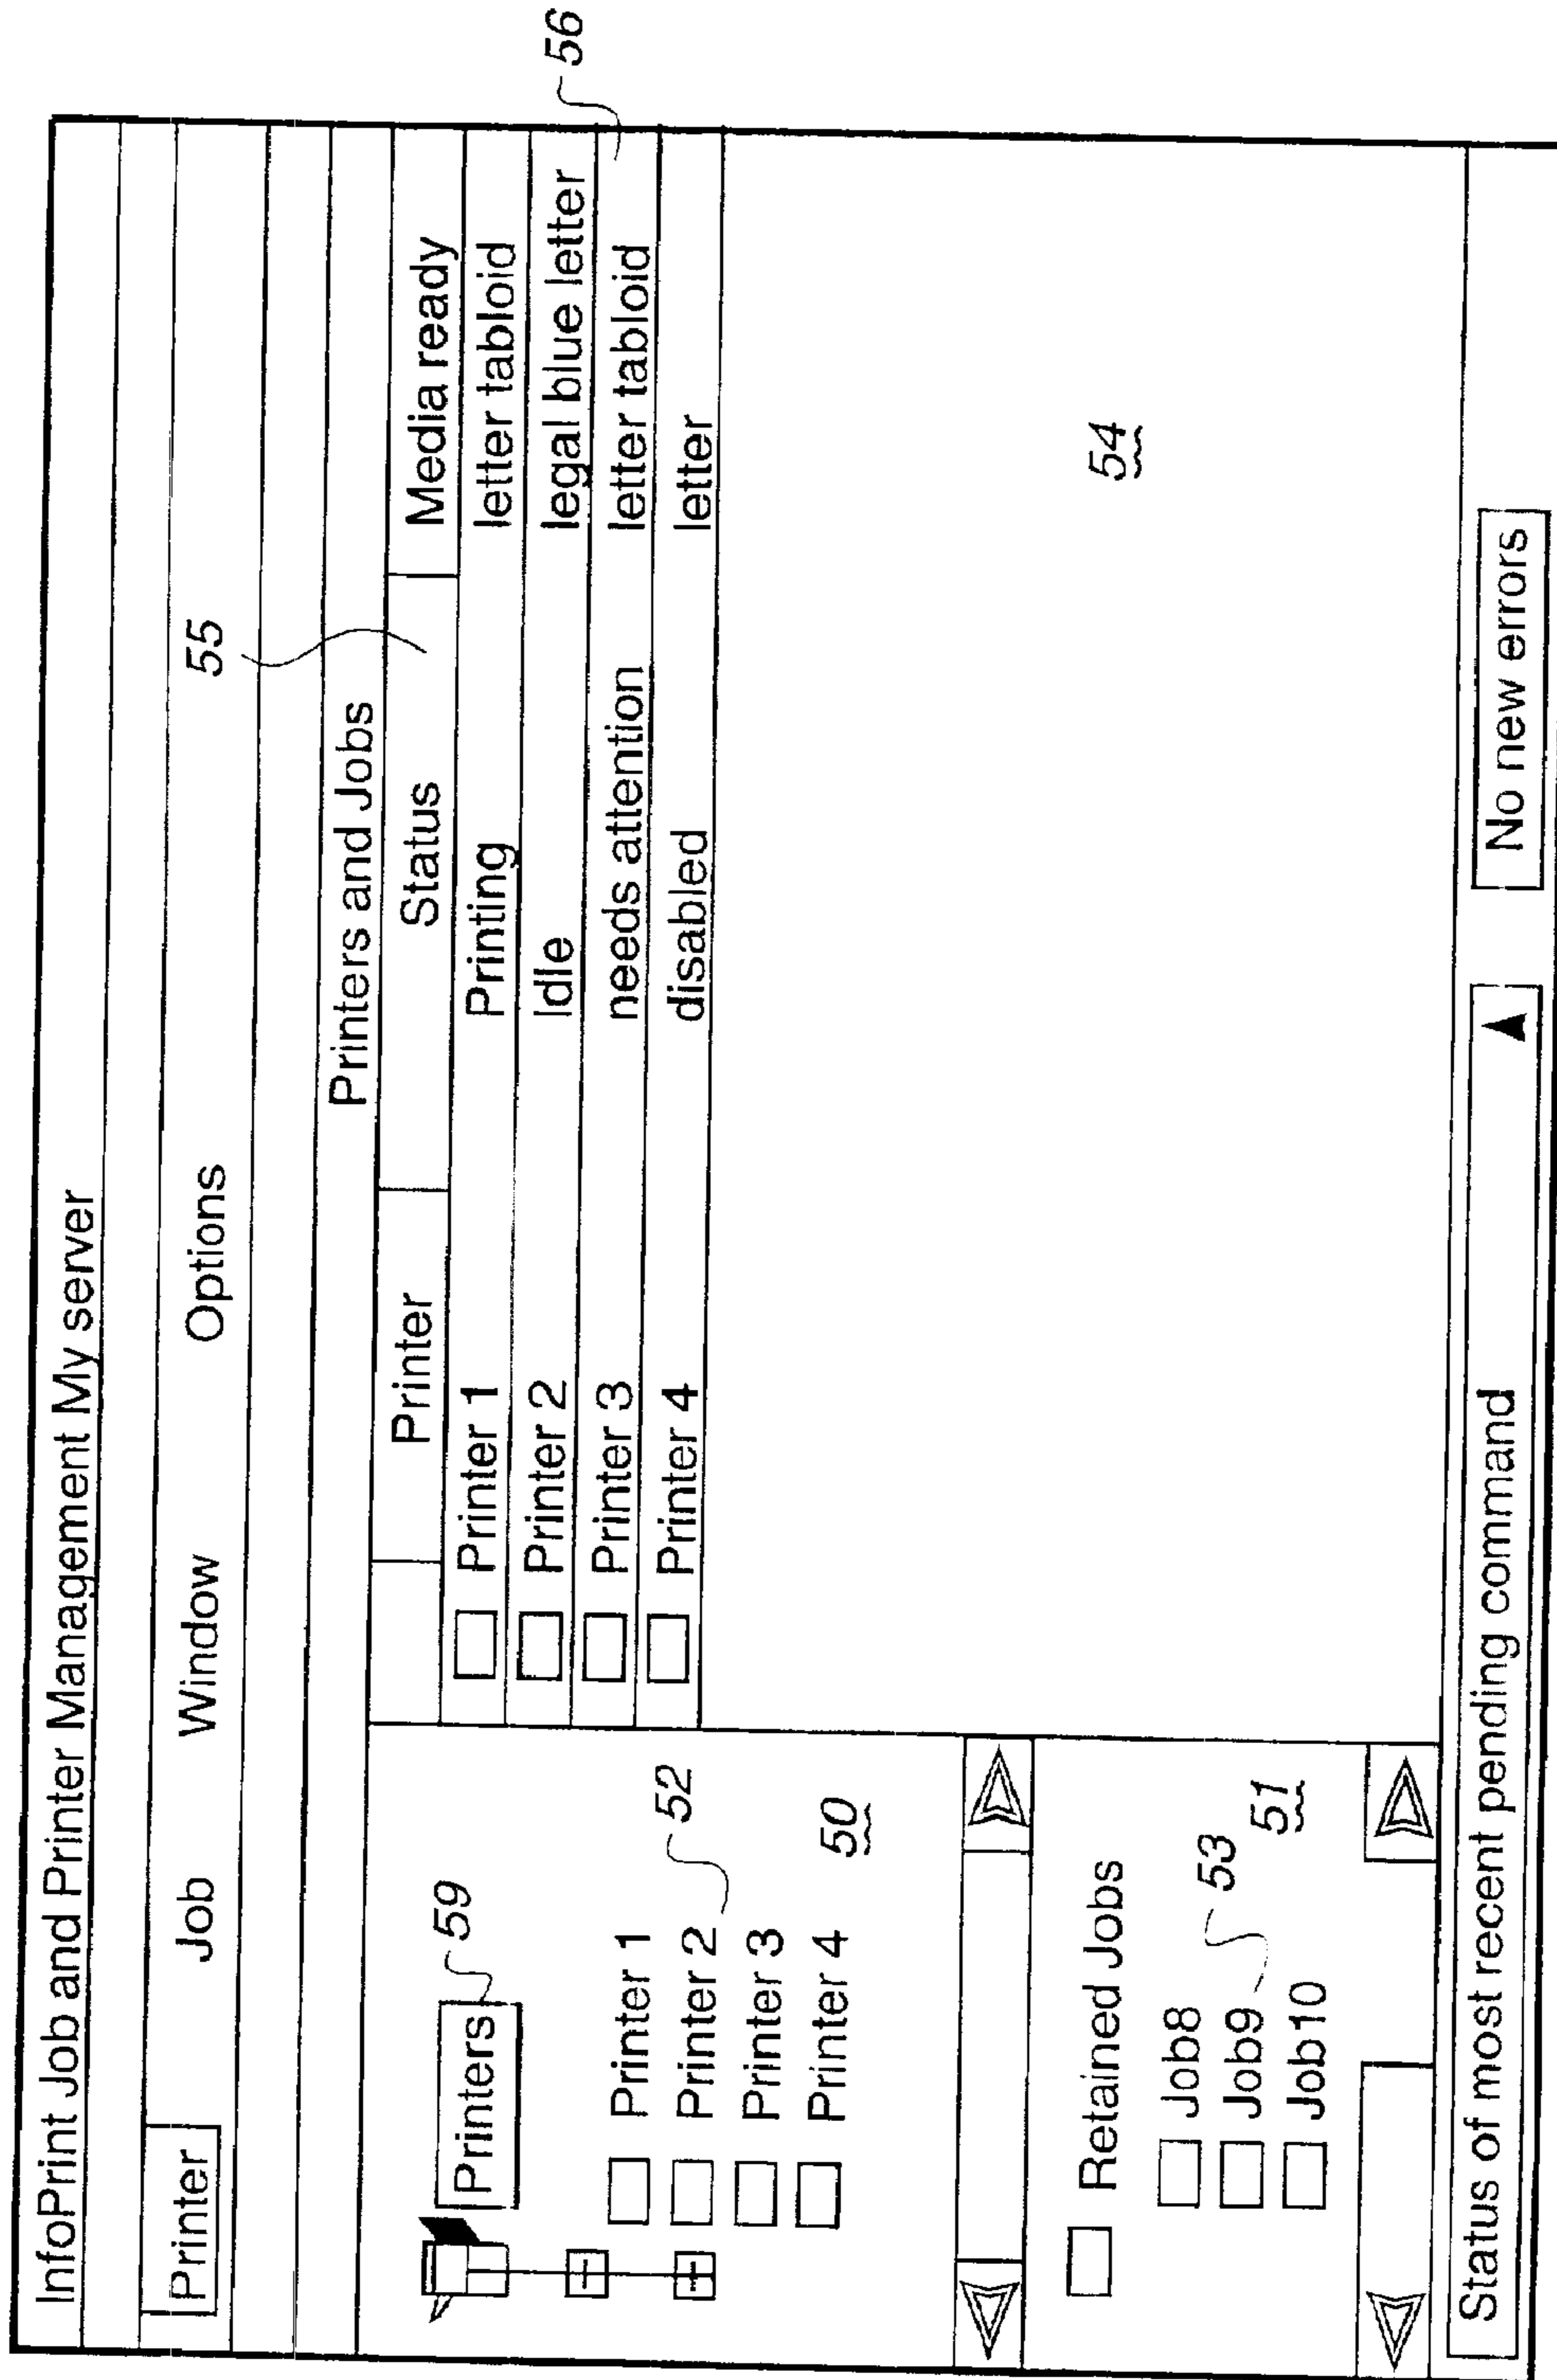 InfoPrint Job and Printer Management My server
Printer Job Window Options
55
Printers and Jobs
Printer Status Media ready
Printer 1 Printing letter tabloid
Printer 2 Idle legal blue letter
Printer 3 needs attention letter tabloid
Printer 4 disabled letter
56
54
Printers
59
Printer 1
Printer 2
52
Printer 3
Printer 4
50
Retained Jobs
Job8
Job9
53
Job10
51
Status of most recent pending command
No new errors